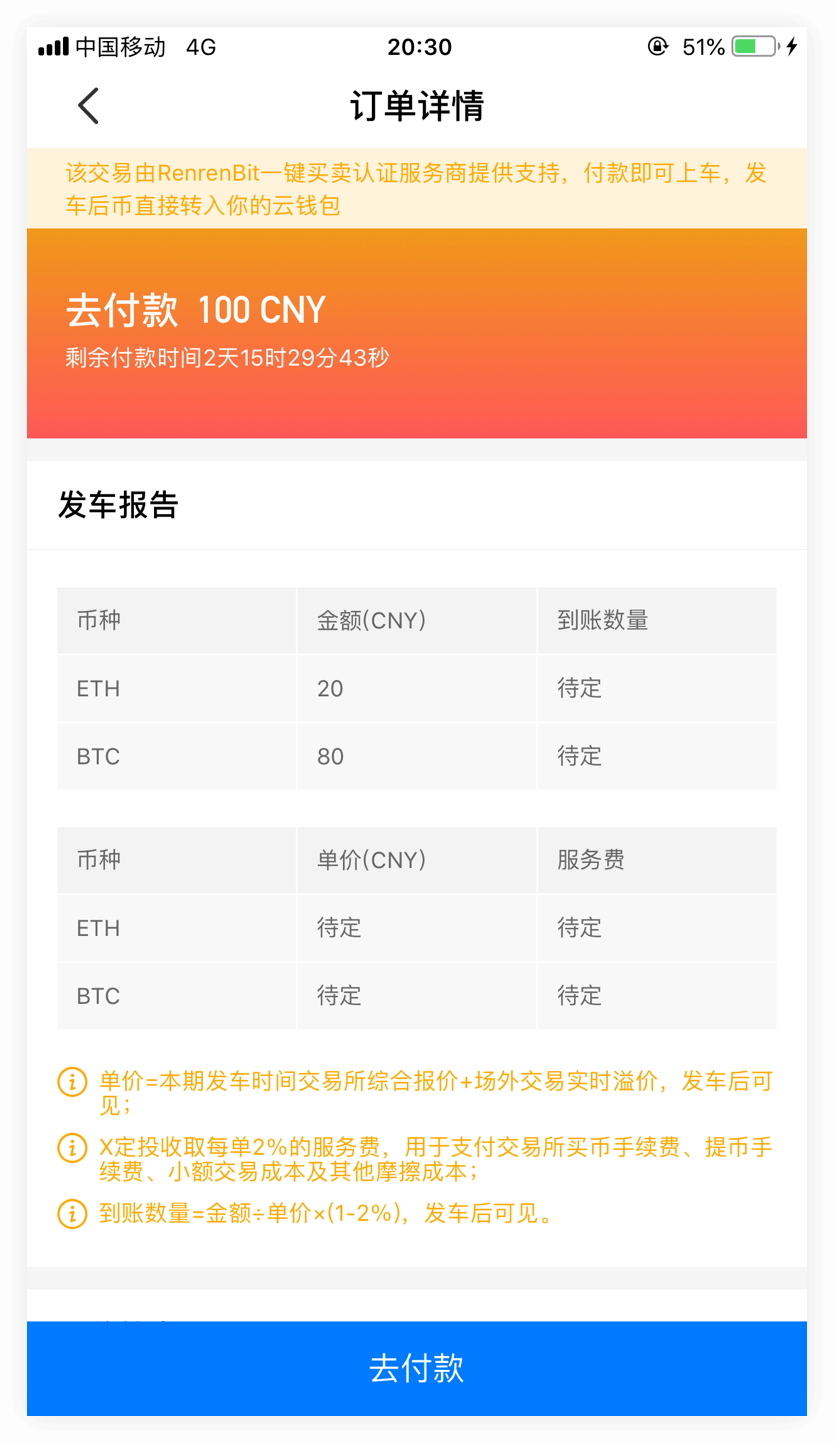 中国移动 4G 20:30 51%
订单详情
该交易由RenrenBit一键买卖认证服务商提供支持，付款即可上车，发
车后币直接转入你的云钱包
去付款 100 CNY
剩余付款时间2天15时29分43秒
发车报告
币种 金额(CNY) 到账数量
ETH 20 待定
BTC 80 待定
币种 单价(CNY) 服务费
ETH 待定 待定
BTC 待定 待定
单价=本期发车时间交易所综合报价+场外交易实时溢价，发车后可
见；
X定投收取每单2%的服务费，用于支付交易所买币手续费、提币手
续费、小额交易成本及其他摩擦成本；
到账数量=金额÷单价×(1-2%)，发车后可见。
去付款